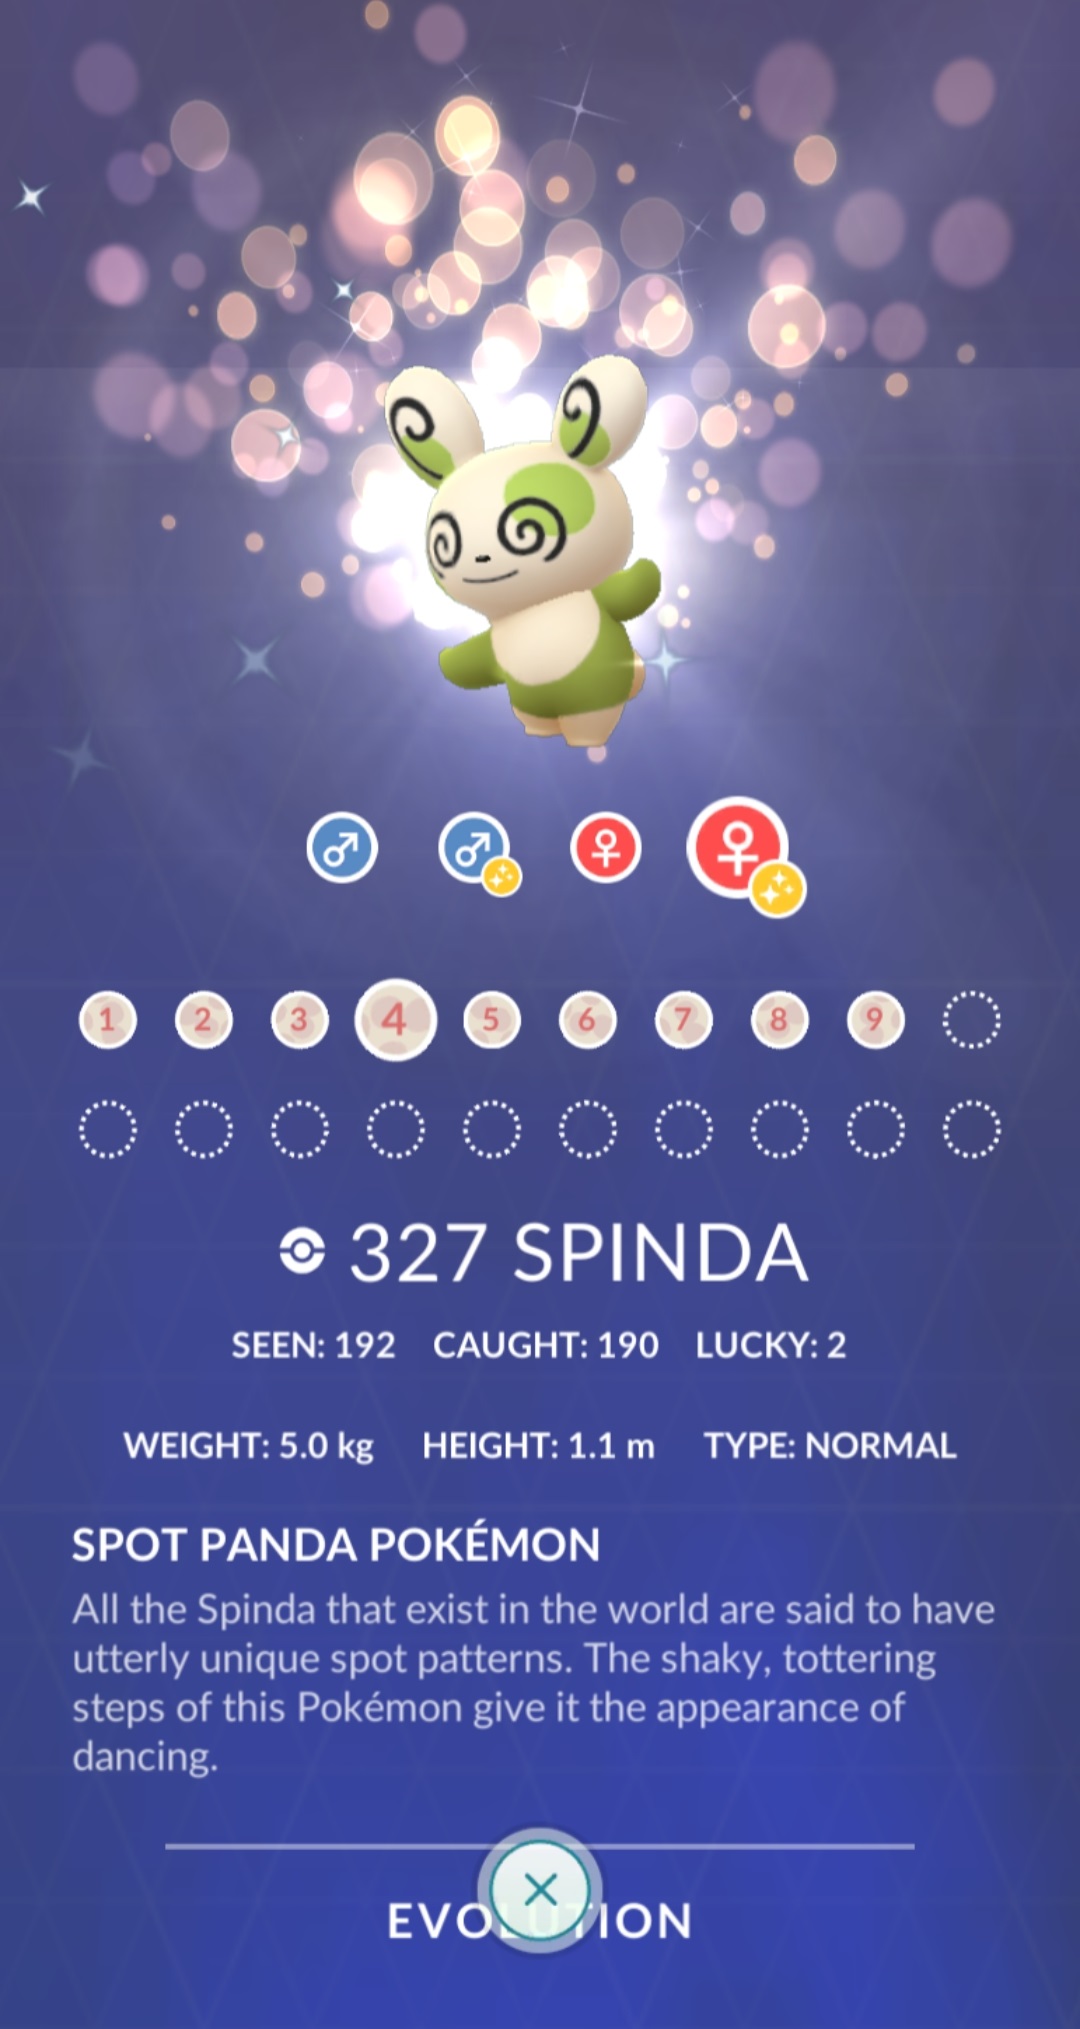 1 2 3 4 5 6 7 8 9
327 SPINDA
SEEN: 192 CAUGHT: 190 LUCKY: 2
WEIGHT: 5.0 kg HEIGHT: 1.1 m TYPE: NORMAL
SPOT PANDA POKÉMON
All the Spinda that exist in the world are said to have
utterly unique spot patterns. The shaky, tottering
steps of this Pokémon give it the appearance of
dancing.
EVOLUTION